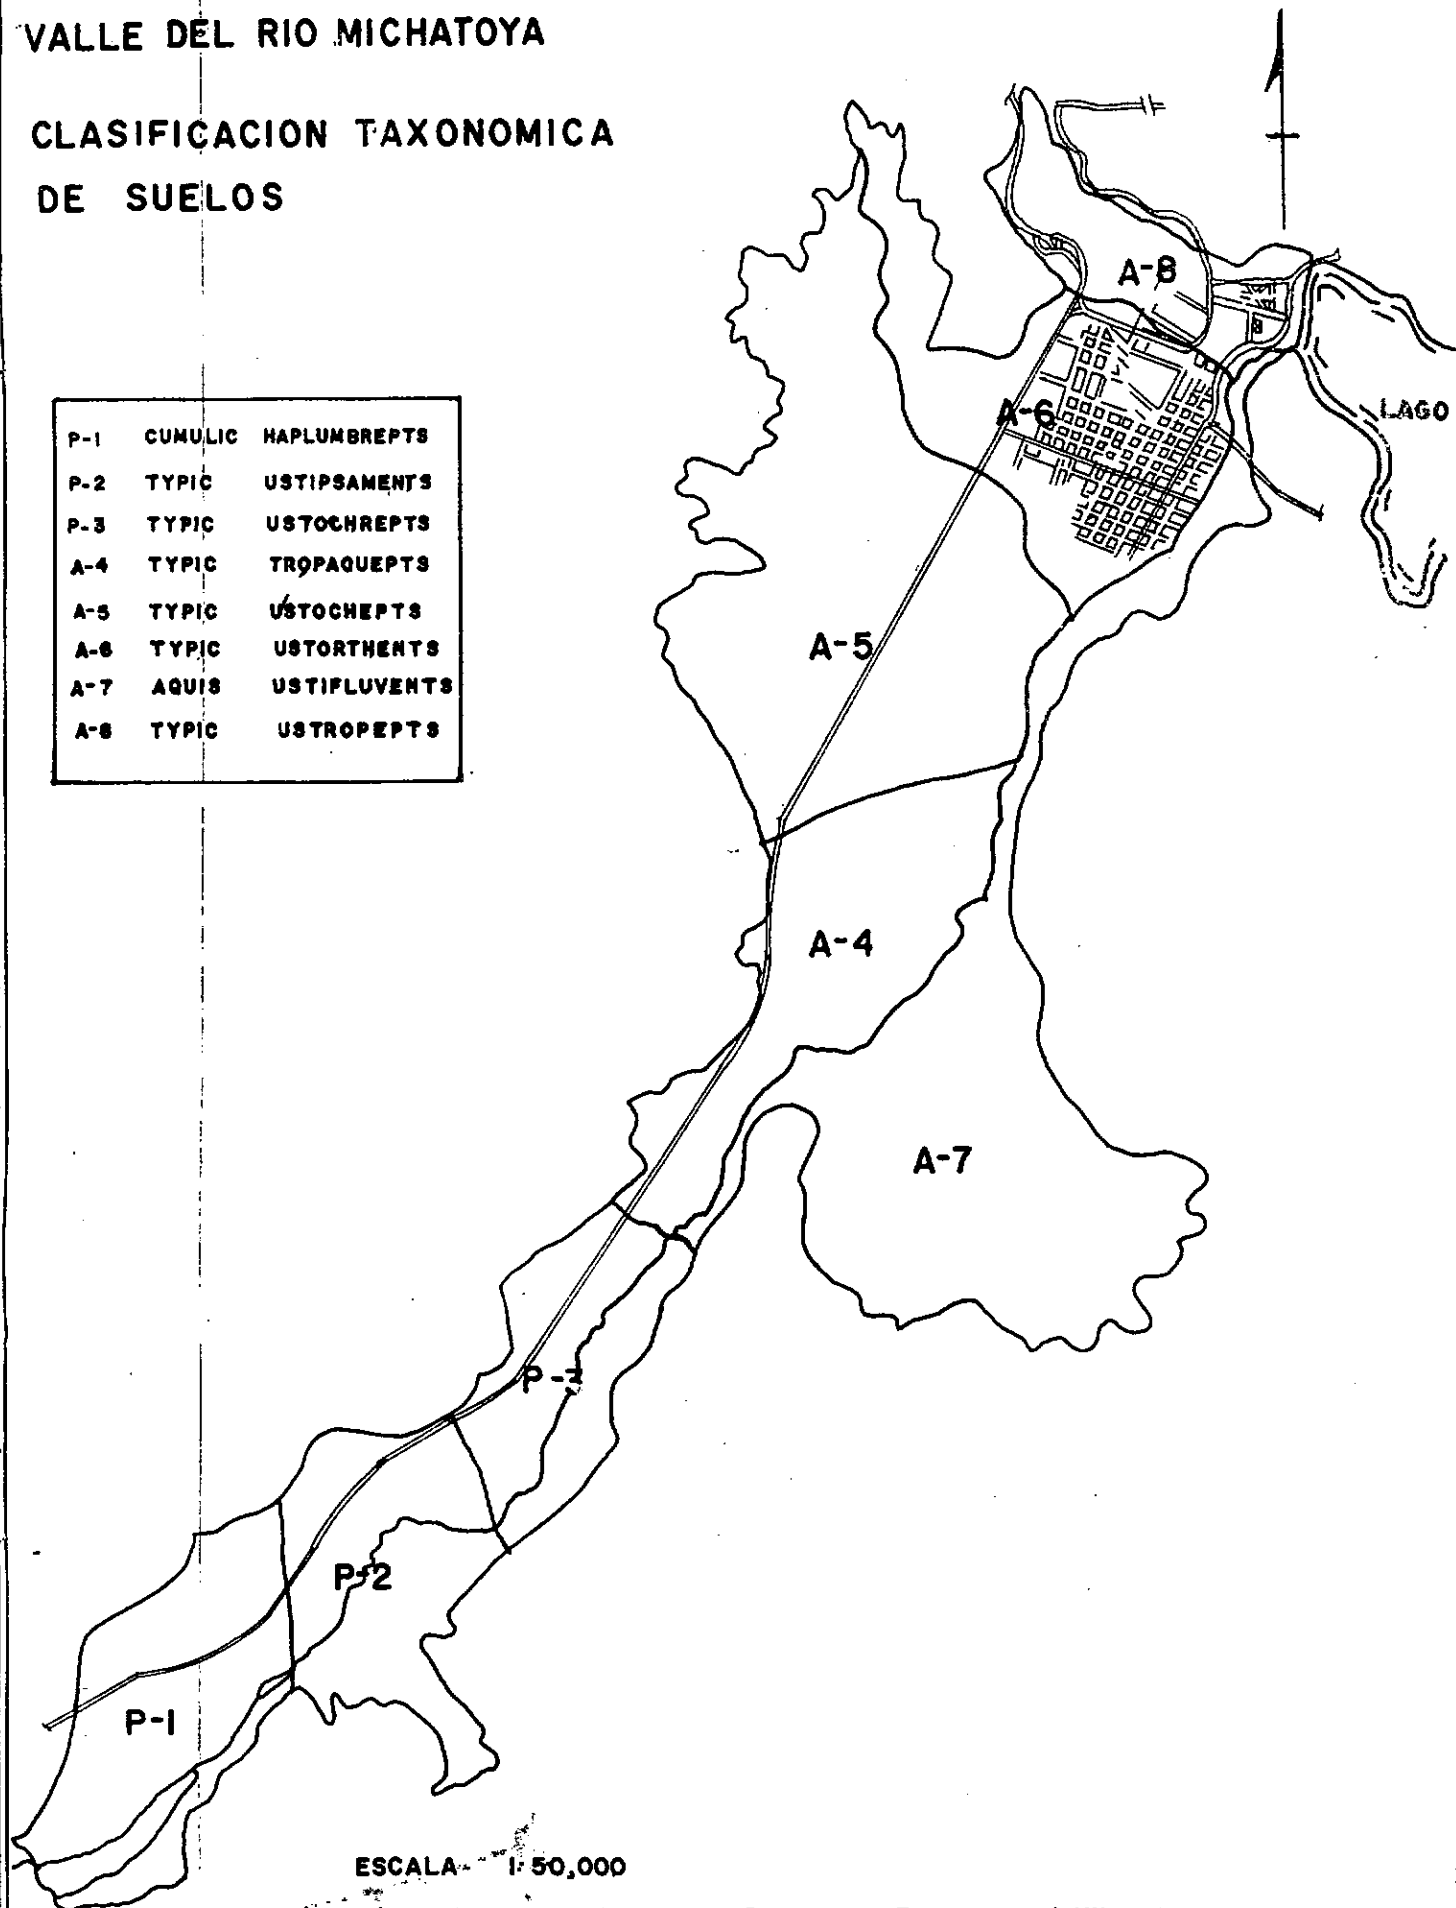 VALLE DEL RIO MICHATOYA
CLASIFICACION TAXONOMICA
DE SUELOS
P-1 CUMULIC HAPLUMBREPTS
P-2 TYPIC USTIPSAMENTS
P-3 TYPIC USTOCHREPTS
A-4 TYPIC TROPAQUEPTS
A-5 TYPIC USTOCHEPTS
A-6 TYPIC USTORTHENTS
A-7 AQUIS USTIFLUVENTS
A-8 TYPIC USTROPEPTS
A-8
LAGO
A-6
A-5
A-4
A-7
P-3
P-2
P-1
ESCALA 1:50,000